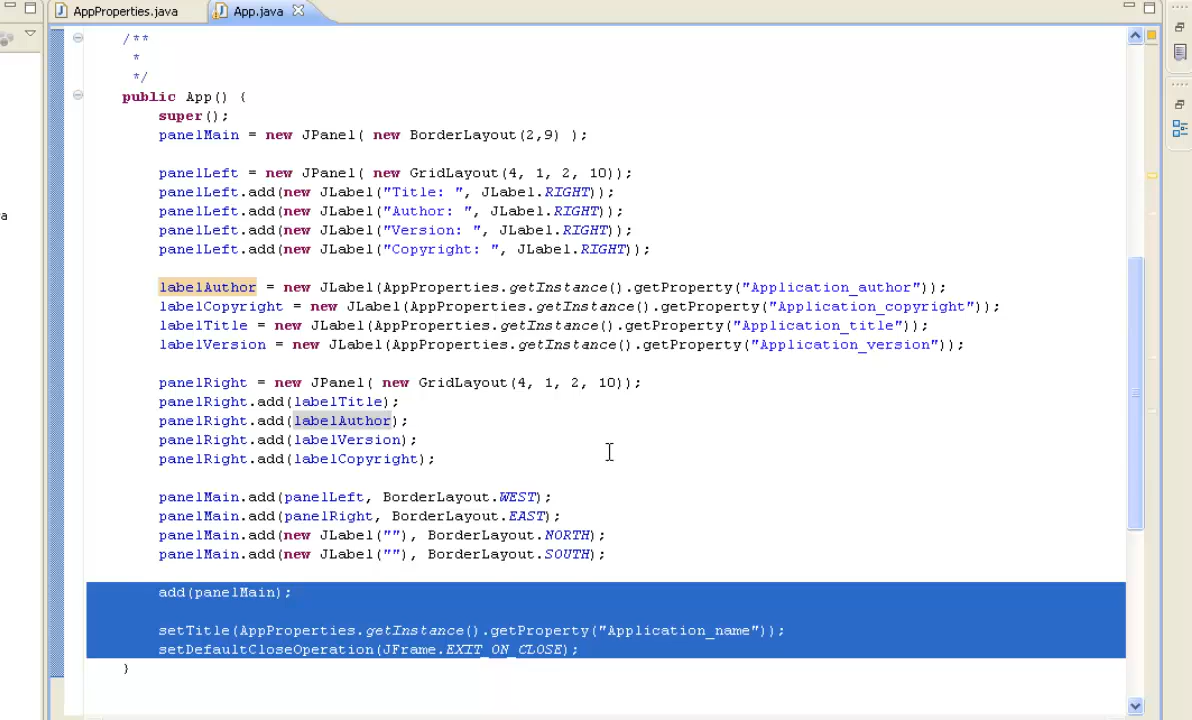 AppProperties.java App.java
/**
*
*/
public App() {
super();
panelMain = new JPanel( new BorderLayout(2,9) );
panelLeft = new JPanel( new GridLayout(4, 1, 2, 10));
panelLeft.add(new JLabel("Title: ", JLabel.RIGHT));
panelLeft.add(new JLabel("Author: ", JLabel.RIGHT));
panelLeft.add(new JLabel("Version: ", JLabel.RIGHT));
panelLeft.add(new JLabel("Copyright: ", JLabel.RIGHT));
labelAuthor = new JLabel(AppProperties.getInstance().getProperty("Application_author"));
labelCopyright = new JLabel(AppProperties.getInstance().getProperty("Application_copyright"));
labelTitle = new JLabel(AppProperties.getInstance().getProperty("Application_title"));
labelVersion = new JLabel(AppProperties.getInstance().getProperty("Application_version"));
panelRight = new JPanel( new GridLayout(4, 1, 2, 10));
panelRight.add(labelTitle);
panelRight.add(labelAuthor);
panelRight.add(labelVersion);
panelRight.add(labelCopyright);
panelMain.add(panelLeft, BorderLayout.WEST);
panelMain.add(panelRight, BorderLayout.EAST);
panelMain.add(new JLabel(""), BorderLayout.NORTH);
panelMain.add(new JLabel(""), BorderLayout.SOUTH);
add(panelMain);
setTitle(AppProperties.getInstance().getProperty("Application_name"));
setDefaultCloseOperation(JFrame.EXIT_ON_CLOSE);
}